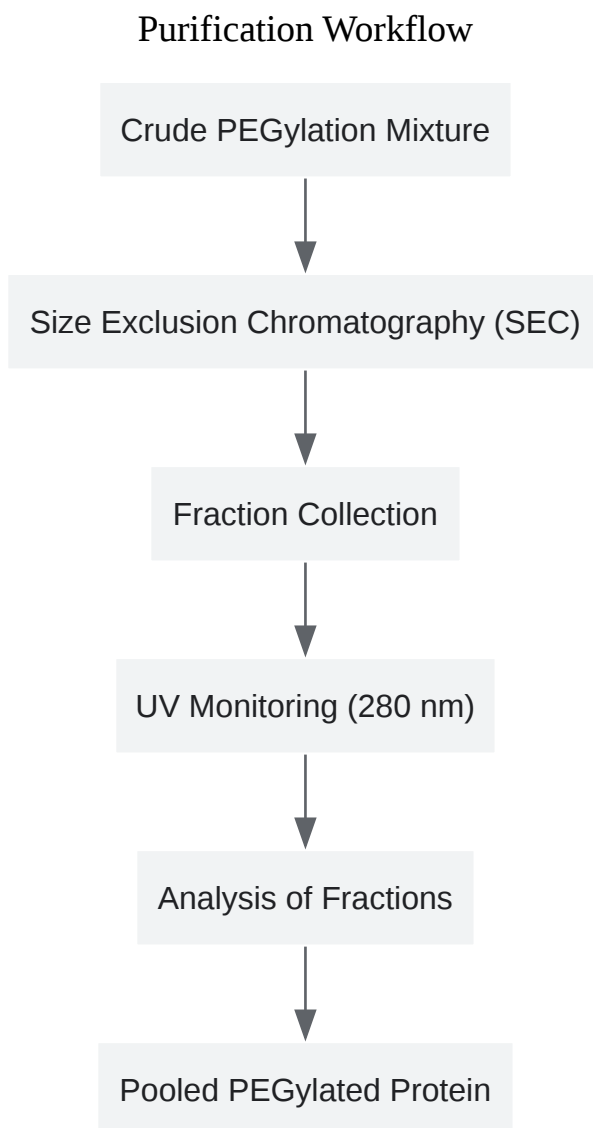 Purification Workflow
Crude PEGylation Mixture
Size Exclusion Chromatography (SEC)
Fraction Collection
UV Monitoring (280 nm)
Analysis of Fractions
Pooled PEGylated Protein